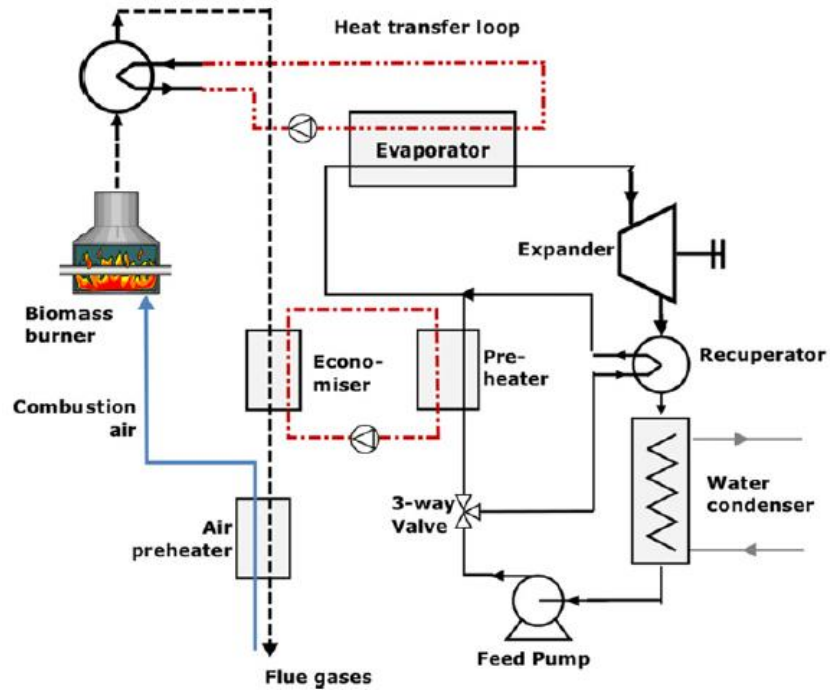 Heat transfer loop
Evaporator
Expander
Biomass
burner
Econo-
miser
Pre-
heater
Recuperator
Combustion
air
Water
condenser
3-way
Valve
Air
preheater
Feed Pump
Flue gases